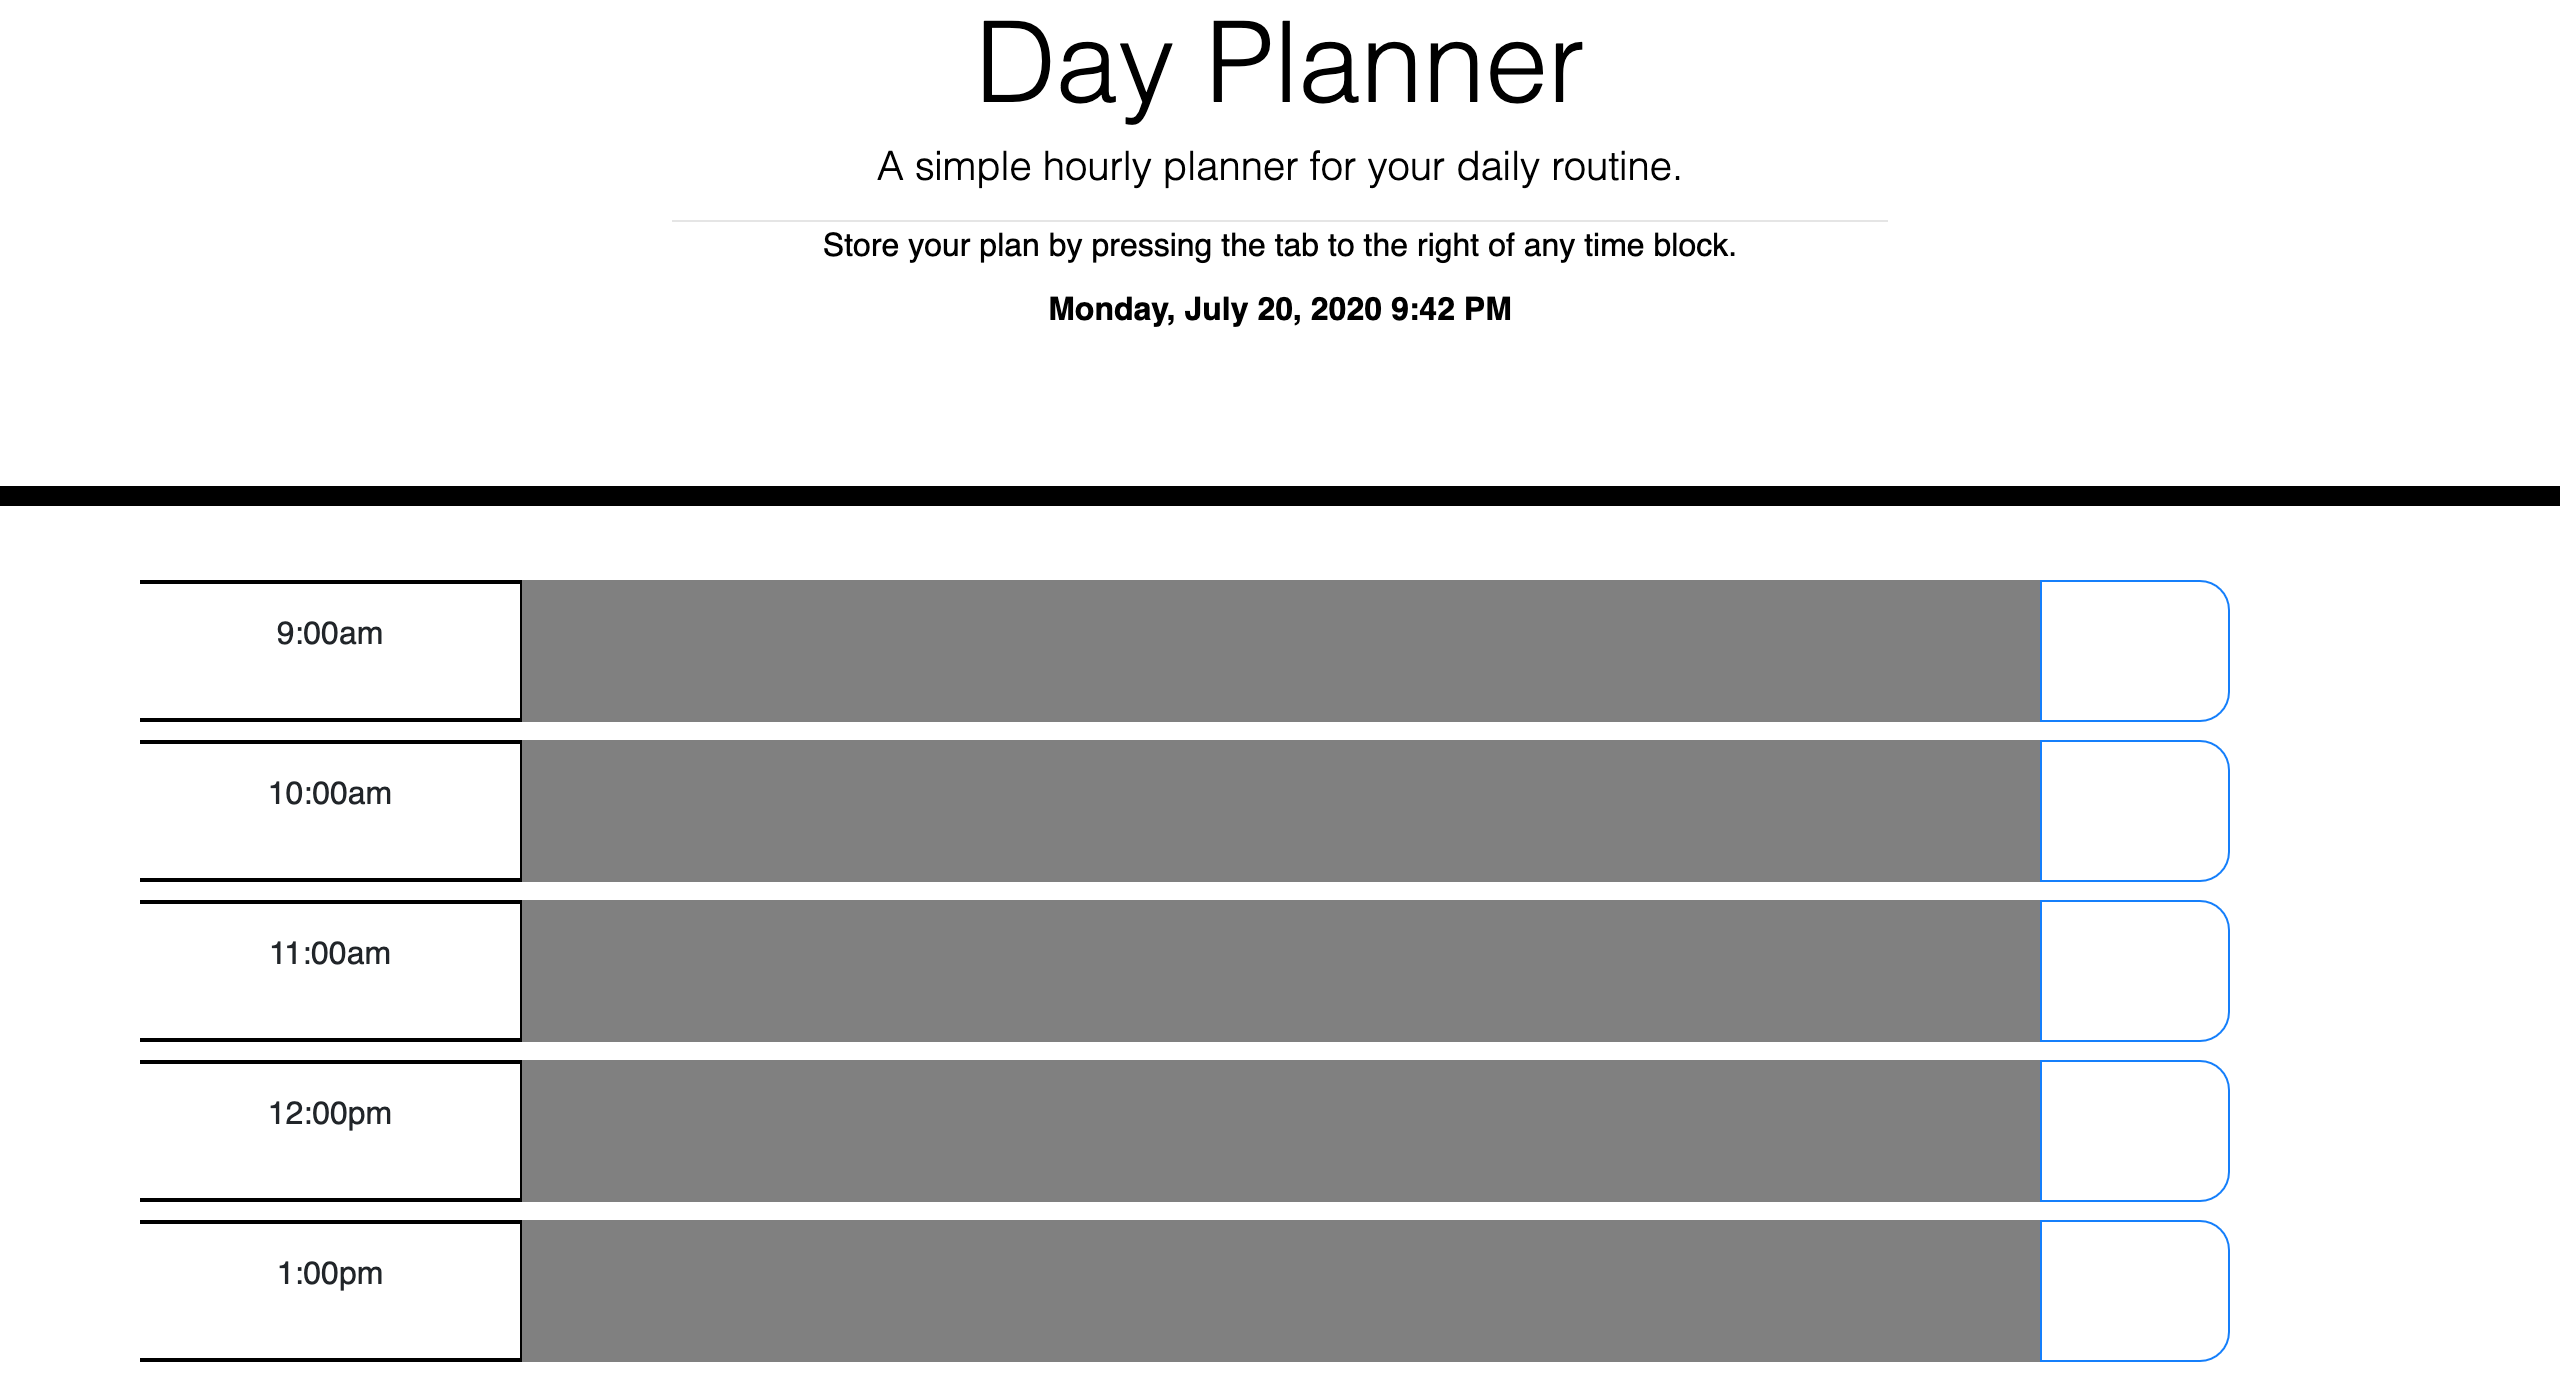 Day Planner
A simple hourly planner for your daily routine.
Store your plan by pressing the tab to the right of any time block.
Monday, July 20, 2020 9:42 PM
9:00am
10:00am
11:00am
12:00pm
1:00pm